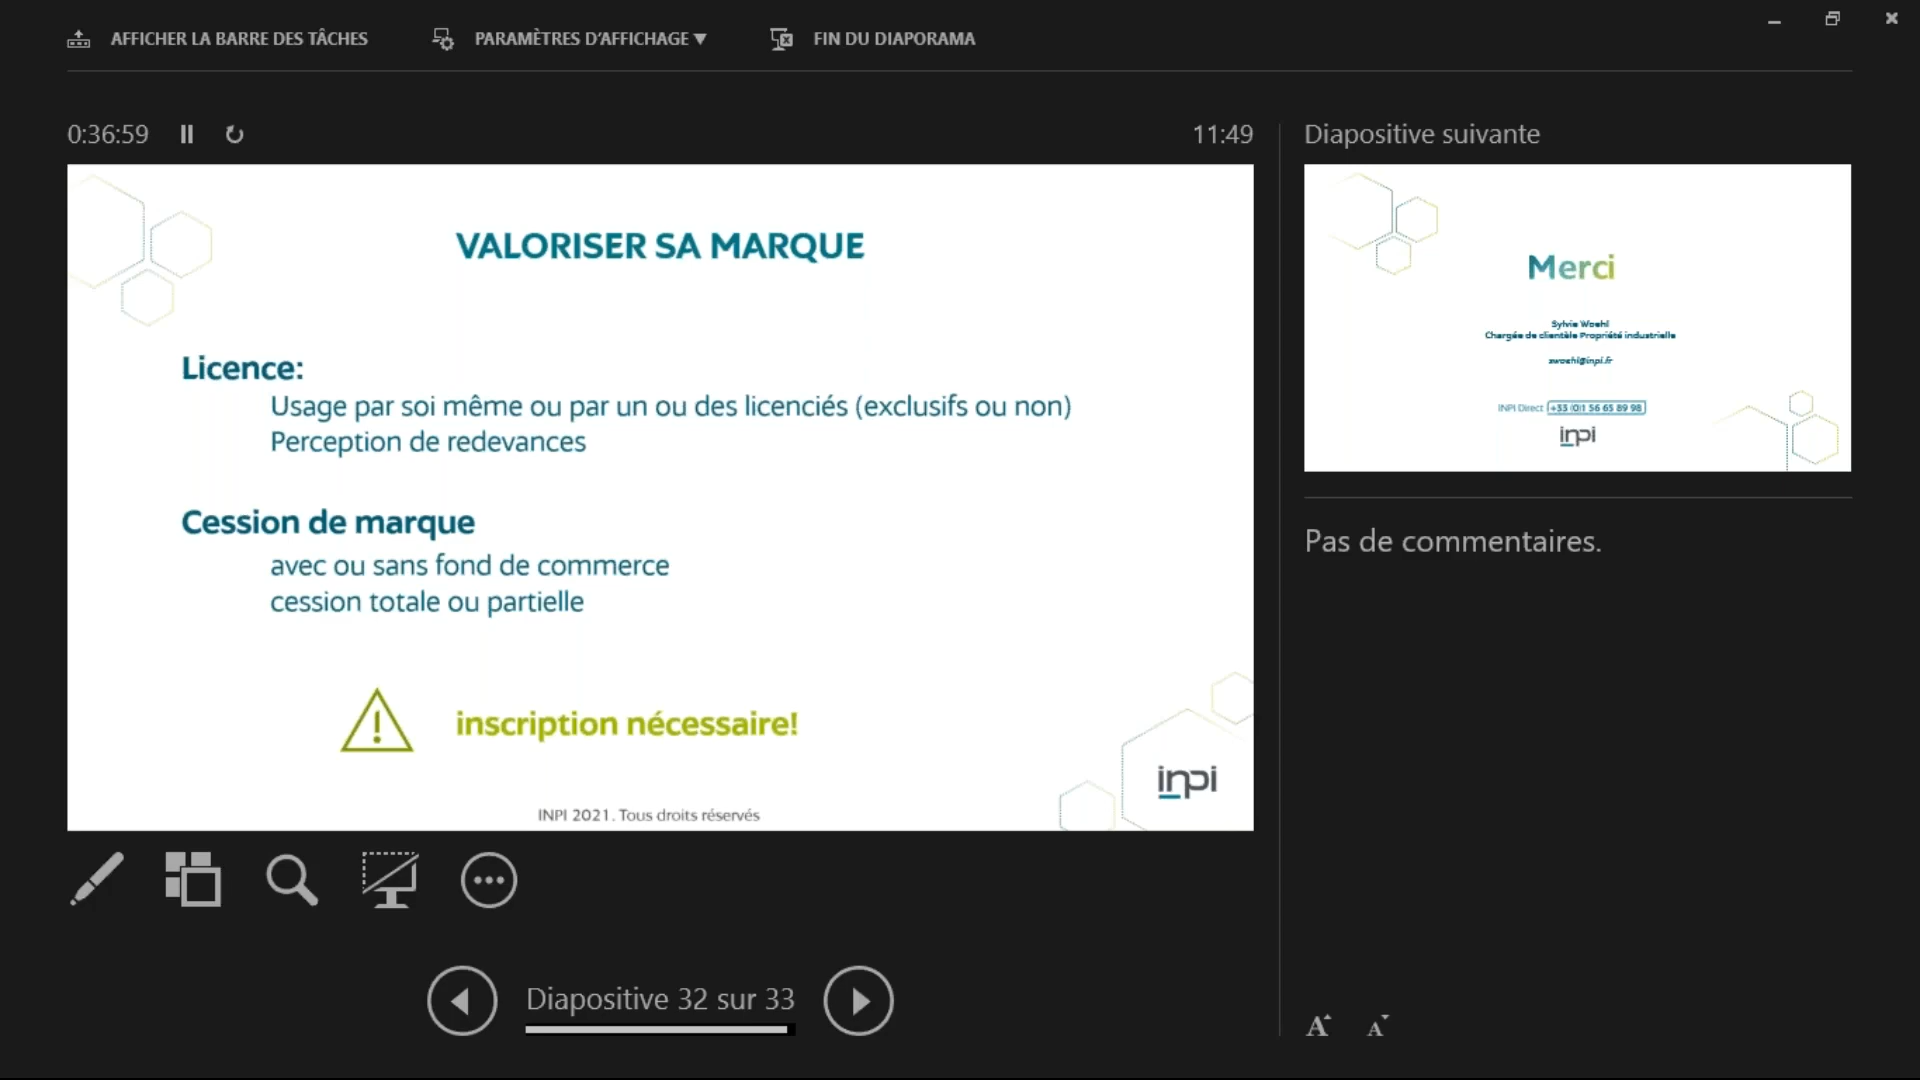 AFFICHER LA BARRE DES TÂCHES
PARAMÈTRES D'AFFICHAGE ▼
FIN DU DIAPORAMA
0:36:59
11:49
Diapositive suivante
VALORISER SA MARQUE
Licence:
Usage par soi même ou par un ou des licenciés (exclusifs ou non)
Perception de redevances
Cession de marque
avec ou sans fond de commerce
cession totale ou partielle
inscription nécessaire!
inpi
INPI 2021. Tous droits réservés
Merci
Sylvie Woehl
Chargée de clientèle Propriété industrielle
swoehl@inpi.fr
INPI Direct +33 (0)1 56 65 89 98
inpi
Pas de commentaires.
Diapositive 32 sur 33
A A